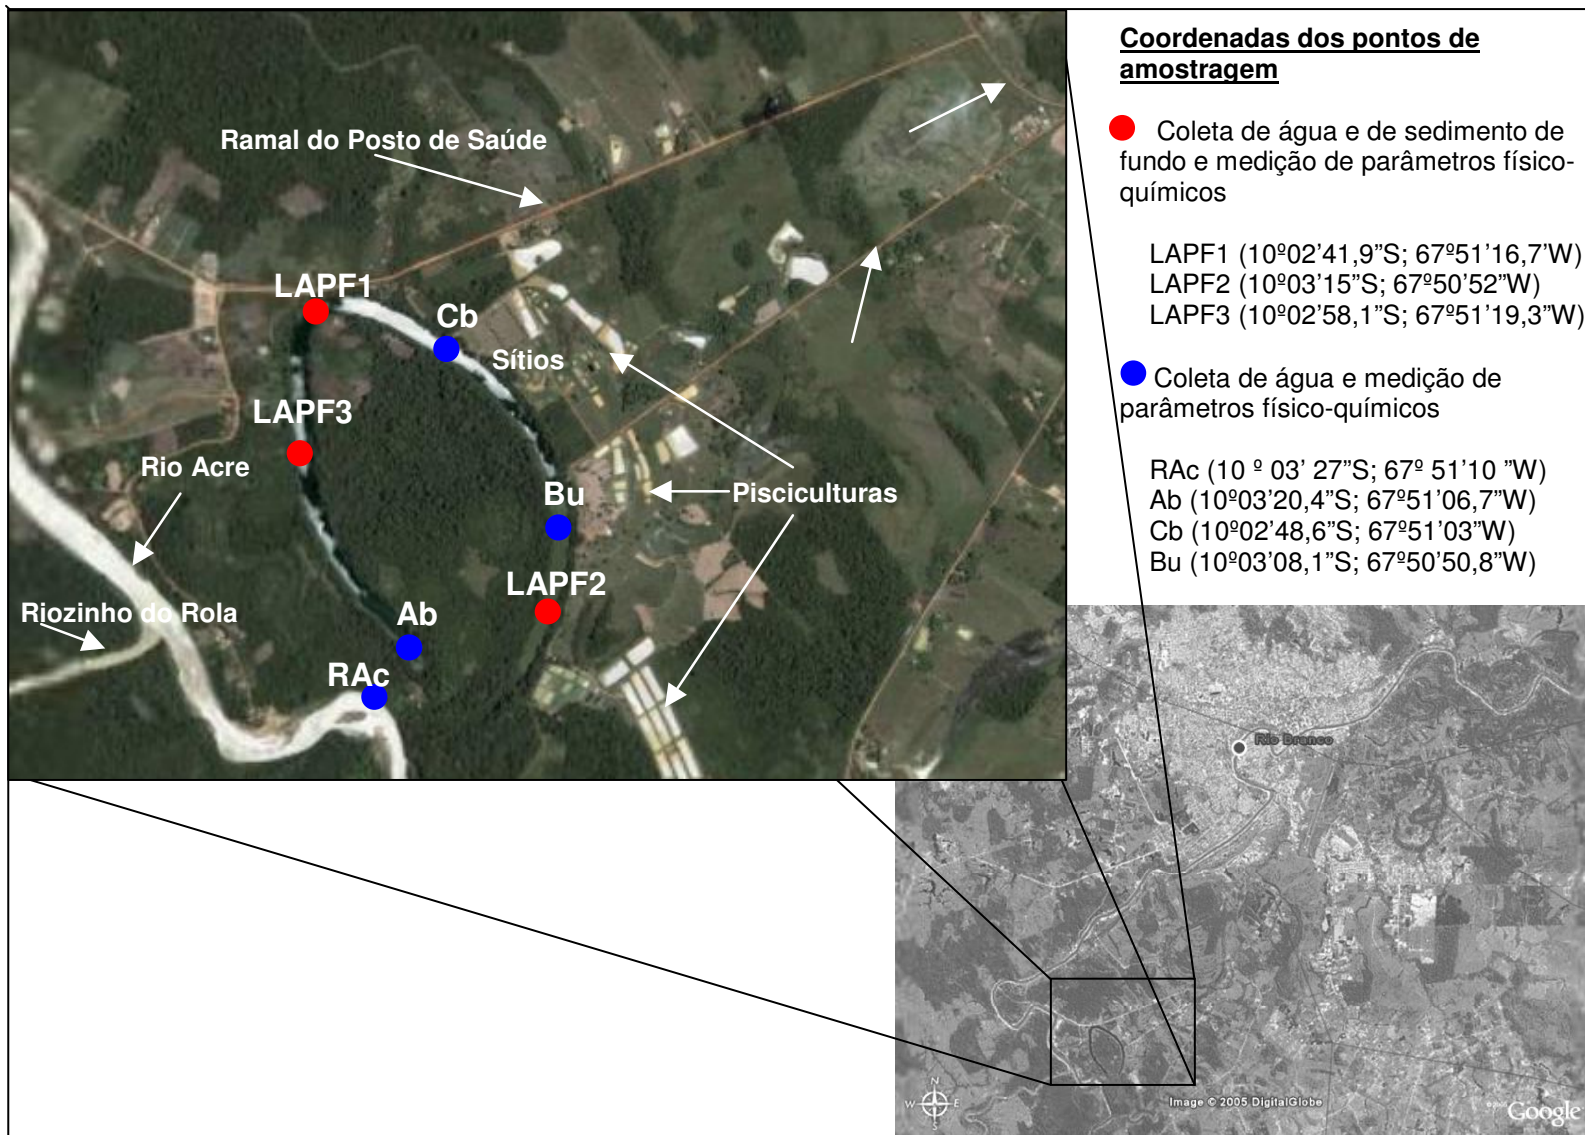 Coordenadas dos pontos de
amostragem
Coleta de água e de sedimento de
fundo e medição de parâmetros físico-
químicos
LAPF1 (10º02’41,9”S; 67º51’16,7’W)
LAPF2 (10º03’15”S; 67º50’52”W)
LAPF3 (10º02’58,1”S; 67º51’19,3”W)
Coleta de água e medição de
parâmetros físico-químicos
RAc (10 º 03’ 27”S; 67º 51’10 ”W)
Ab (10º03’20,4”S; 67º51’06,7”W)
Cb (10º02’48,6”S; 67º51’03”W)
Bu (10º03’08,1”S; 67º50’50,8”W)
Ramal do Posto de Saúde
LAPF1
Cb
Sítios
LAPF3
Rio Acre
Bu
Pisciculturas
LAPF2
Riozinho do Rola
Ab
RAc
Rio Branco
N
W E
S
Image © 2005 DigitalGlobe
Google